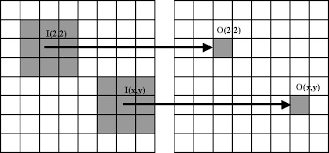 I(2,2)
O(2,2)
I(x,y)
O(x,y)